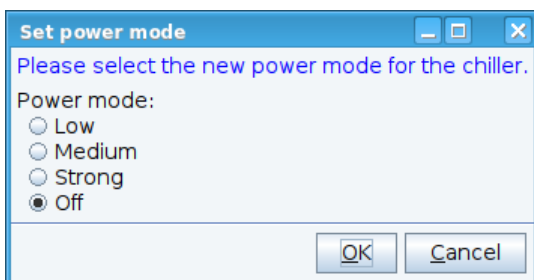 Set power mode
Please select the new power mode for the chiller.
Power mode:
Low
Medium
Strong
Off
OK Cancel